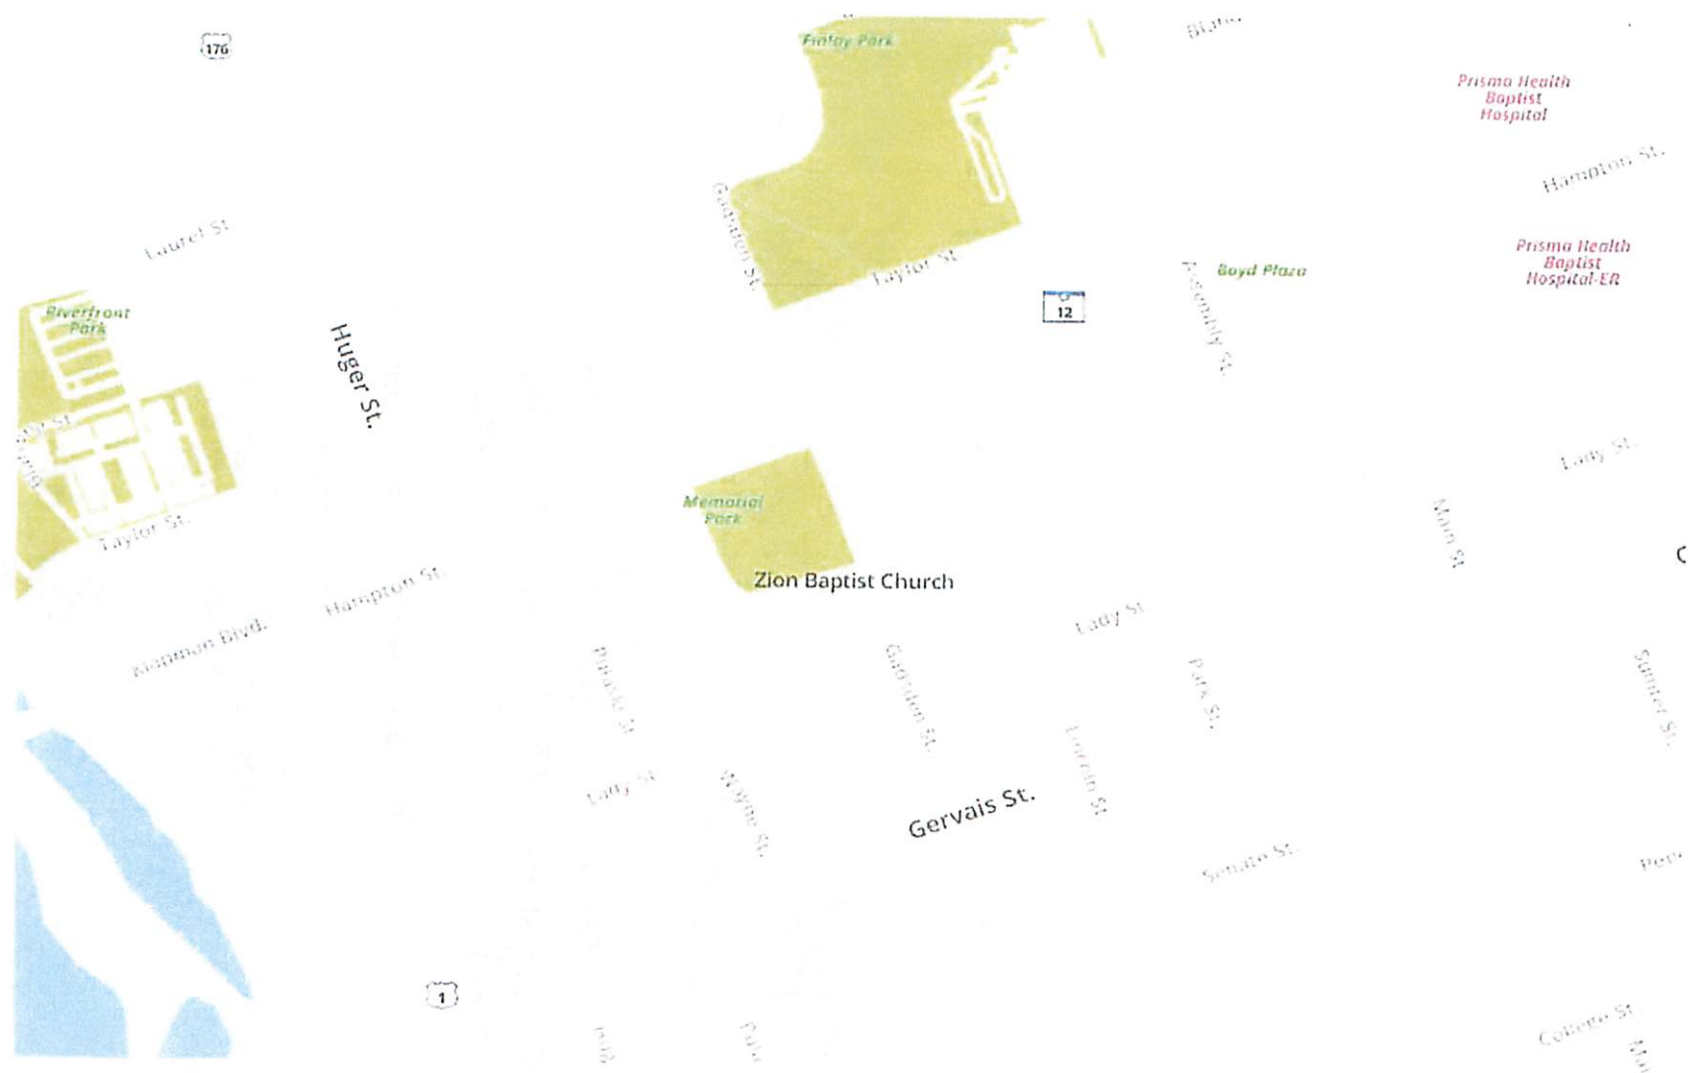 176
Finlay Park
Prisma Health
Baptist
Hospital
Hampton St.
Laurel St
Gadsden St.
Taylor St
Prisma Health
Baptist
Hospital-ER
Boyd Plaza
12
Assembly St.
Riverfront
Park
Huger St.
Lady St.
Memorial
Park
Main St
Taylor St.
Zion Baptist Church
Hampton St.
Klapman Blvd.
Lady St.
Pulaski St
Gadsden St.
Park St.
Sumter St.
Lincoln St
Lady St
Wayne St.
Gervais St.
Senate St.
1
College St.